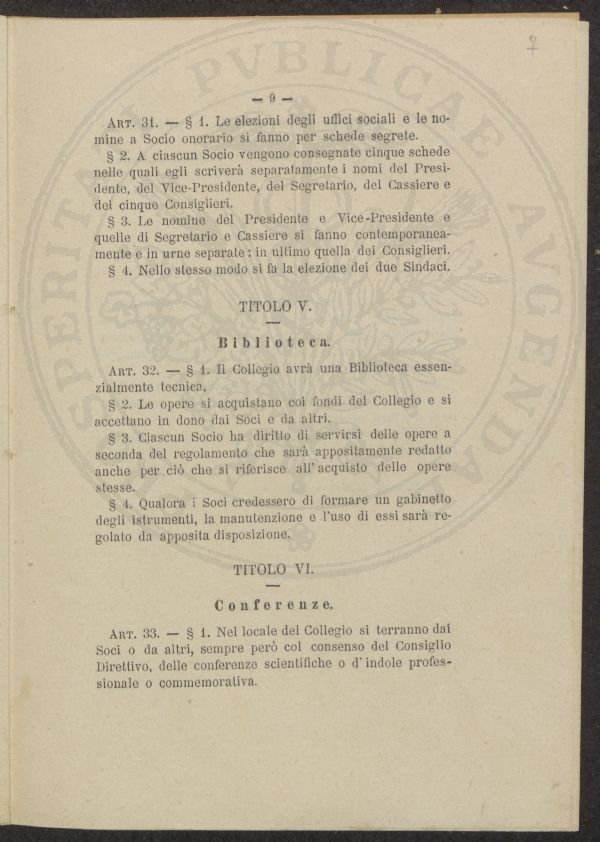 7
— 9 —
ART. 31. — § 1. Le elezioni degli uffici sociali e le no-
mine a Socio onorario si fanno per schede segrete.
§ 2. A ciascun Socio vengono consegnate cinque schede
nelle quali egli scriverà separatamente i nomi del Presi-
dente, del Vice-Presidente, del Segretario, del Cassiere e
dei cinque Consiglieri.
§ 3. Le nomine del Presidente e Vice-Presidente e
quelle di Segretario e Cassiere si fanno contemporanea-
mente e in urne separate; in ultimo quella dei Consiglieri.
§ 4. Nello stesso modo si fa la elezione dei due Sindaci.
TITOLO V.
Biblioteca.
ART. 32. — § 1. Il Collegio avrà una Biblioteca essen-
zialmente tecnica.
§ 2. Le opere si acquistano coi fondi del Collegio e si
accettano in dono dai Soci e da altri.
§ 3. Ciascun Socio ha diritto di servirsi delle opere a
seconda del regolamento che sarà appositamente redatto
anche per ciò che si riferisce all'acquisto delle opere
stesse.
§ 4. Qualora i Soci credessero di formare un gabinetto
degli istrumenti, la manutenzione e l'uso di essi sarà re-
golato da apposita disposizione.
TITOLO VI.
Conferenze.
ART. 33. — § 1. Nel locale del Collegio si terranno dai
Soci o da altri, sempre però col consenso del Consiglio
Direttivo, delle conferenze scientifiche o d'indole profes-
sionale o commemorativa.
PVBLICAE
AVGENDAE